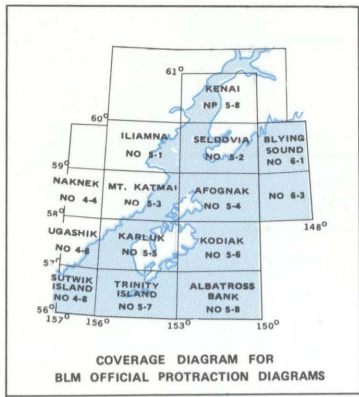 61°
KENAI
NP 5-8
60°
ILIAMNA
NO 5-1
SELDOVIA
NO 5-2
BLYING
SOUND
NO 6-1
59°
NAKNEK
NO 4-4
MT. KATMAI
NO 5-3
AFOGNAK
NO 5-4
NO 6-3
58°
148°
UGASHIK
NO 4-6
KARLUK
NO 5-5
KODIAK
NO 5-6
57°
SUTWIK
ISLAND
NO 4-8
TRINITY
ISLAND
NO 5-7
ALBATROSS
BANK
NO 5-8
56°
157°
156°
153°
150°
COVERAGE DIAGRAM FOR
BLM OFFICIAL PROTRACTION DIAGRAMS